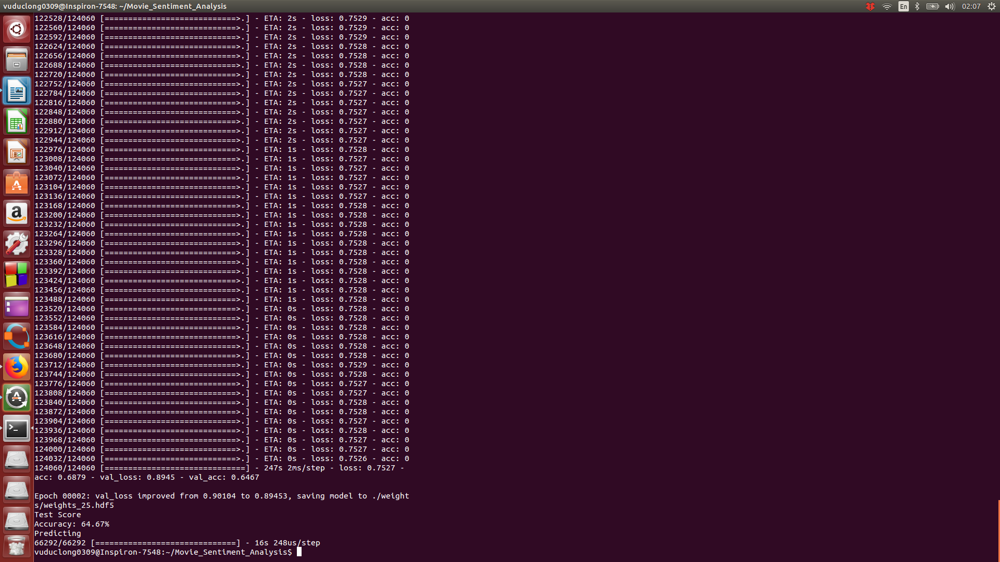 vuduclong0309@Inspiron-7548: ~/Movie_Sentiment_Analysis
En
02:07
122528/124060 [============================>.] - ETA: 2s - loss: 0.7529 - acc: 0
122560/124060 [============================>.] - ETA: 2s - loss: 0.7529 - acc: 0
122592/124060 [============================>.] - ETA: 2s - loss: 0.7529 - acc: 0
122624/124060 [============================>.] - ETA: 2s - loss: 0.7528 - acc: 0
122656/124060 [============================>.] - ETA: 2s - loss: 0.7528 - acc: 0
122688/124060 [============================>.] - ETA: 2s - loss: 0.7528 - acc: 0
122720/124060 [============================>.] - ETA: 2s - loss: 0.7528 - acc: 0
122752/124060 [============================>.] - ETA: 2s - loss: 0.7527 - acc: 0
122784/124060 [============================>.] - ETA: 2s - loss: 0.7527 - acc: 0
122816/124060 [============================>.] - ETA: 2s - loss: 0.7527 - acc: 0
122848/124060 [============================>.] - ETA: 2s - loss: 0.7527 - acc: 0
122880/124060 [============================>.] - ETA: 2s - loss: 0.7527 - acc: 0
122912/124060 [============================>.] - ETA: 2s - loss: 0.7527 - acc: 0
122944/124060 [============================>.] - ETA: 2s - loss: 0.7527 - acc: 0
122976/124060 [============================>.] - ETA: 1s - loss: 0.7528 - acc: 0
123008/124060 [============================>.] - ETA: 1s - loss: 0.7527 - acc: 0
123040/124060 [============================>.] - ETA: 1s - loss: 0.7527 - acc: 0
123072/124060 [============================>.] - ETA: 1s - loss: 0.7527 - acc: 0
123104/124060 [============================>.] - ETA: 1s - loss: 0.7527 - acc: 0
123136/124060 [============================>.] - ETA: 1s - loss: 0.7527 - acc: 0
123168/124060 [============================>.] - ETA: 1s - loss: 0.7528 - acc: 0
123200/124060 [============================>.] - ETA: 1s - loss: 0.7528 - acc: 0
123232/124060 [============================>.] - ETA: 1s - loss: 0.7528 - acc: 0
123264/124060 [============================>.] - ETA: 1s - loss: 0.7528 - acc: 0
123296/124060 [============================>.] - ETA: 1s - loss: 0.7528 - acc: 0
123328/124060 [============================>.] - ETA: 1s - loss: 0.7528 - acc: 0
123360/124060 [============================>.] - ETA: 1s - loss: 0.7528 - acc: 0
123392/124060 [============================>.] - ETA: 1s - loss: 0.7528 - acc: 0
123424/124060 [============================>.] - ETA: 1s - loss: 0.7528 - acc: 0
123456/124060 [============================>.] - ETA: 1s - loss: 0.7528 - acc: 0
123488/124060 [============================>.] - ETA: 1s - loss: 0.7528 - acc: 0
123520/124060 [============================>.] - ETA: 0s - loss: 0.7528 - acc: 0
123552/124060 [============================>.] - ETA: 0s - loss: 0.7528 - acc: 0
123584/124060 [============================>.] - ETA: 0s - loss: 0.7528 - acc: 0
123616/124060 [============================>.] - ETA: 0s - loss: 0.7528 - acc: 0
123648/124060 [============================>.] - ETA: 0s - loss: 0.7528 - acc: 0
123680/124060 [============================>.] - ETA: 0s - loss: 0.7528 - acc: 0
123712/124060 [============================>.] - ETA: 0s - loss: 0.7529 - acc: 0
123744/124060 [============================>.] - ETA: 0s - loss: 0.7528 - acc: 0
123776/124060 [============================>.] - ETA: 0s - loss: 0.7527 - acc: 0
123808/124060 [============================>.] - ETA: 0s - loss: 0.7527 - acc: 0
123840/124060 [============================>.] - ETA: 0s - loss: 0.7528 - acc: 0
123872/124060 [============================>.] - ETA: 0s - loss: 0.7528 - acc: 0
123904/124060 [============================>.] - ETA: 0s - loss: 0.7527 - acc: 0
123936/124060 [============================>.] - ETA: 0s - loss: 0.7528 - acc: 0
123968/124060 [============================>.] - ETA: 0s - loss: 0.7527 - acc: 0
124000/124060 [============================>.] - ETA: 0s - loss: 0.7527 - acc: 0
124032/124060 [============================>.] - ETA: 0s - loss: 0.7526 - acc: 0
124060/124060 [==============================] - 247s 2ms/step - loss: 0.7527 -
acc: 0.6879 - val_loss: 0.8945 - val_acc: 0.6467
Epoch 00002: val_loss improved from 0.90104 to 0.89453, saving model to ./weight
s/weights_25.hdf5
Test Score
Accuracy: 64.67%
Predicting
66292/66292 [==============================] - 16s 248us/step
vuduclong0309@Inspiron-7548:~/Movie_Sentiment_Analysis$